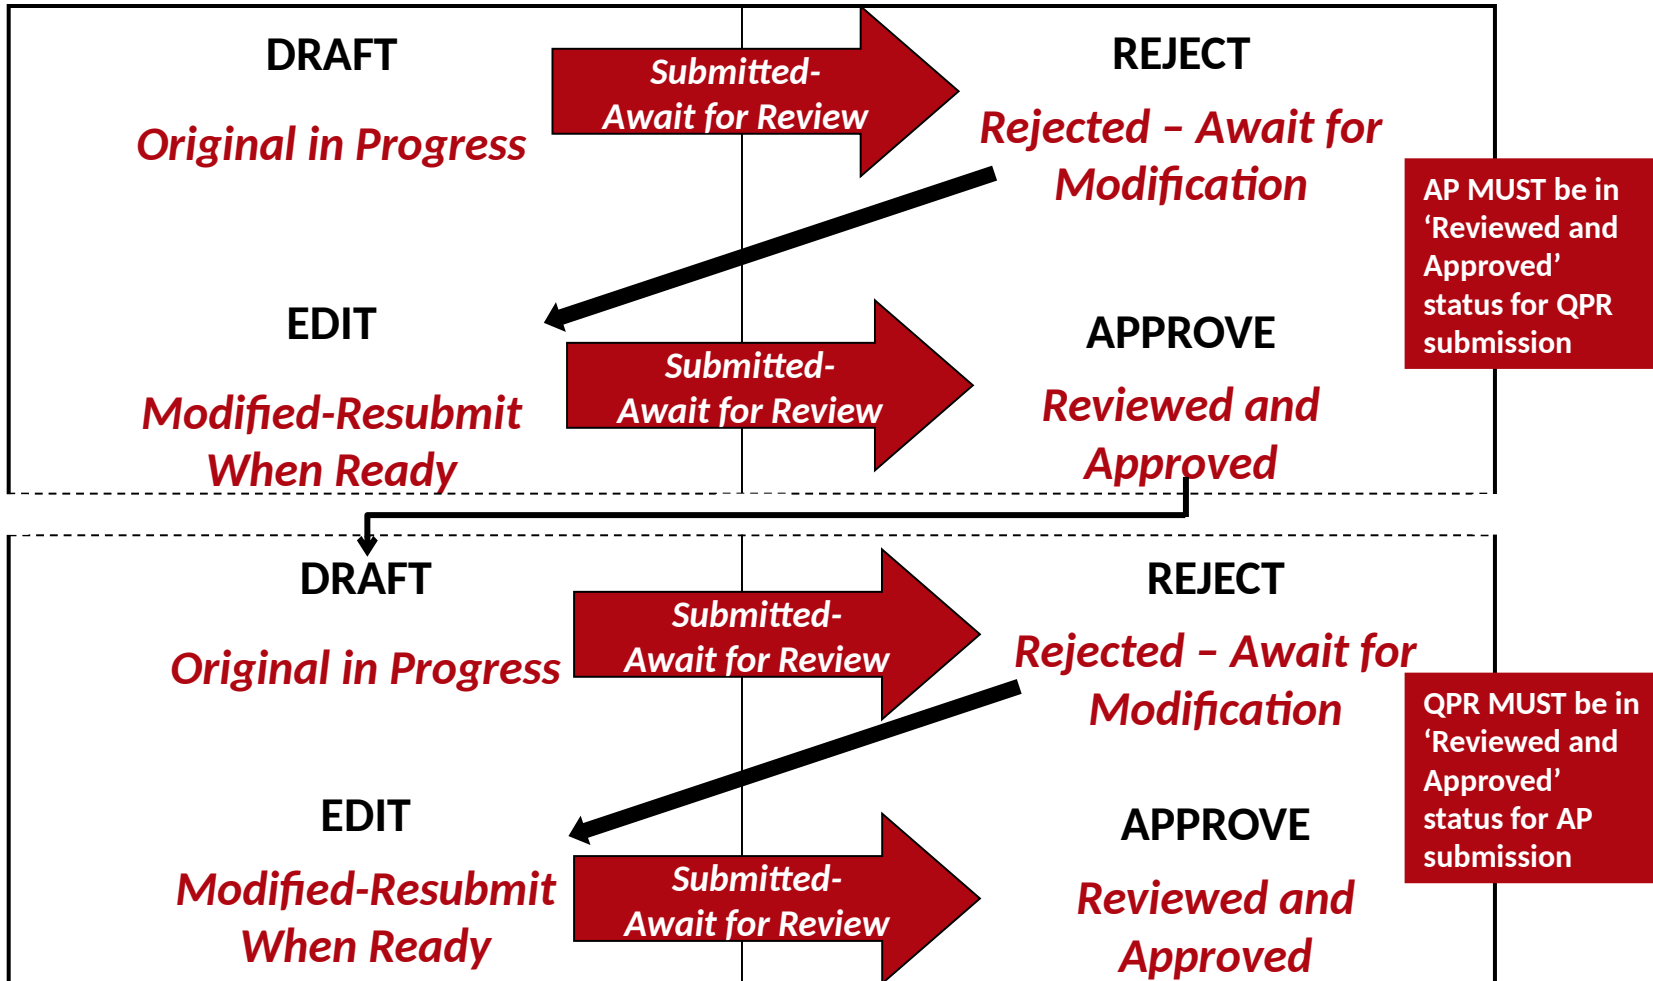 DRAFT
Original in Progress
Submitted-
Await for Review
REJECT
Rejected – Await for
Modification
EDIT
Modified-Resubmit
When Ready
Submitted-
Await for Review
APPROVE
Reviewed and
Approved
AP MUST be in
‘Reviewed and
Approved’
status for QPR
submission
DRAFT
Original in Progress
Submitted-
Await for Review
REJECT
Rejected – Await for
Modification
EDIT
Modified-Resubmit
When Ready
Submitted-
Await for Review
APPROVE
Reviewed and
Approved
QPR MUST be in
‘Reviewed and
Approved’
status for AP
submission